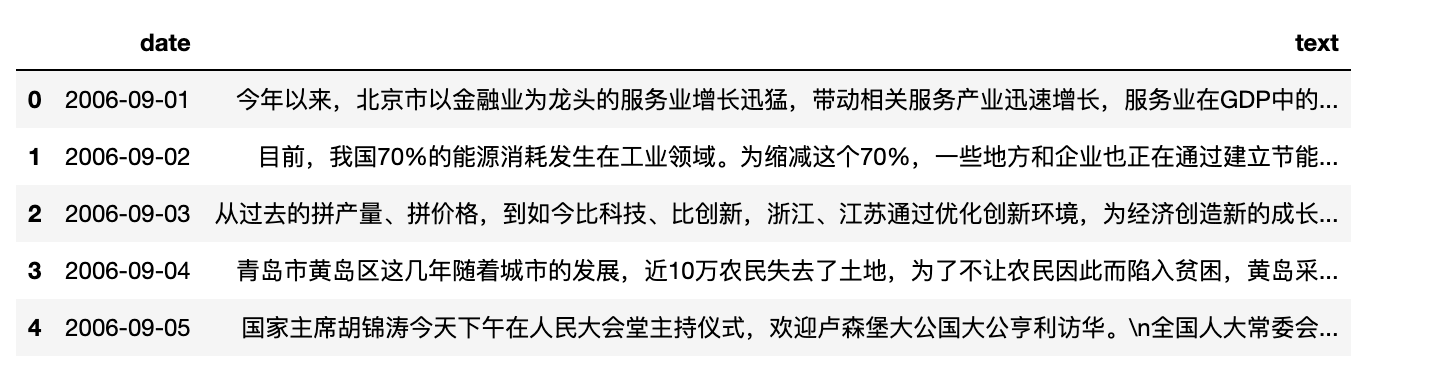 date text
0 2006-09-01 今年以来，北京市以金融业为龙头的服务业增长迅猛，带动相关服务产业迅速增长，服务业在GDP中的...
1 2006-09-02 目前，我国70%的能源消耗发生在工业领域。为缩减这个70%，一些地方和企业也正在通过建立节能...
2 2006-09-03 从过去的拼产量、拼价格，到如今比科技、比创新，浙江、江苏通过优化创新环境，为经济创造新的成长...
3 2006-09-04 青岛市黄岛区这几年随着城市的发展，近10万农民失去了土地，为了不让农民因此而陷入贫困，黄岛采...
4 2006-09-05 国家主席胡锦涛今天下午在人民大会堂主持仪式，欢迎卢森堡大公国大公亨利访华。\n全国人大常委会...